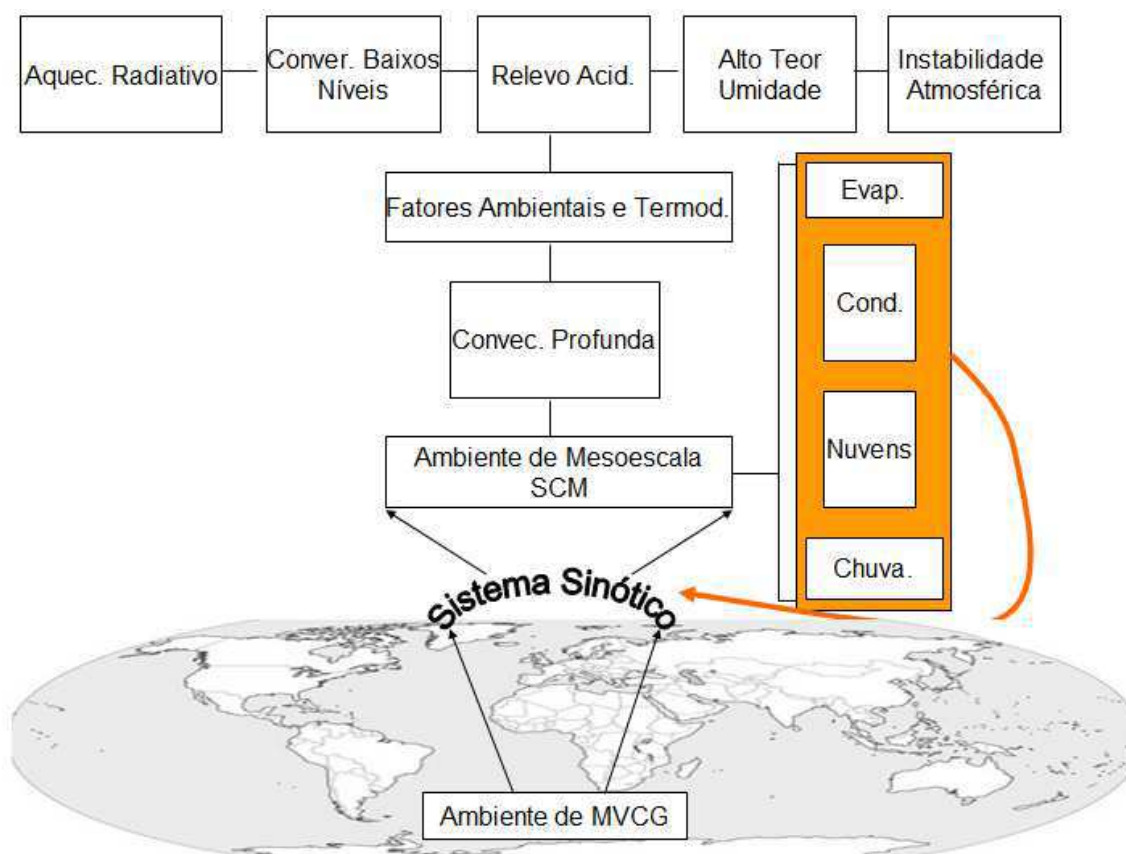 Aquec. Radiativo
Conver. Baixos
Níveis
Relevo Acid.
Alto Teor
Umidade
Instabilidade
Atmosférica
Fatores Ambientais e Termod.
Evap.
Cond.
Convec. Profunda
Nuvens
Ambiente de Mesoescala
SCM
Chuva.
Sistema Sinótico
Ambiente de MVCG